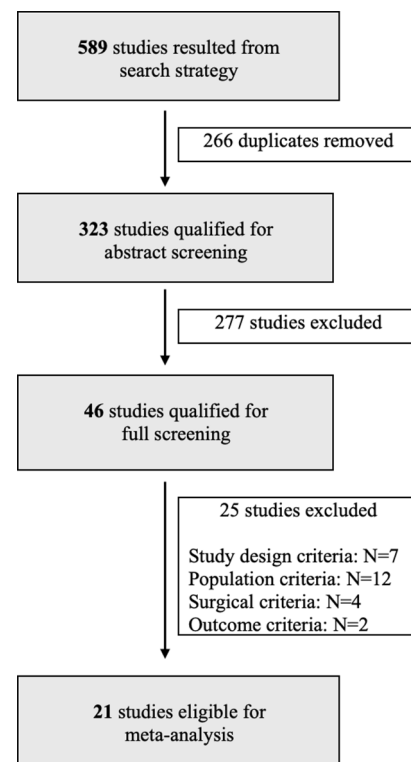 589 studies resulted from
search strategy
266 duplicates removed
323 studies qualified for
abstract screening
277 studies excluded
46 studies qualified for
full screening
25 studies excluded
Study design criteria: N=7
Population criteria: N=12
Surgical criteria: N=4
Outcome criteria: N=2
21 studies eligible for
meta-analysis